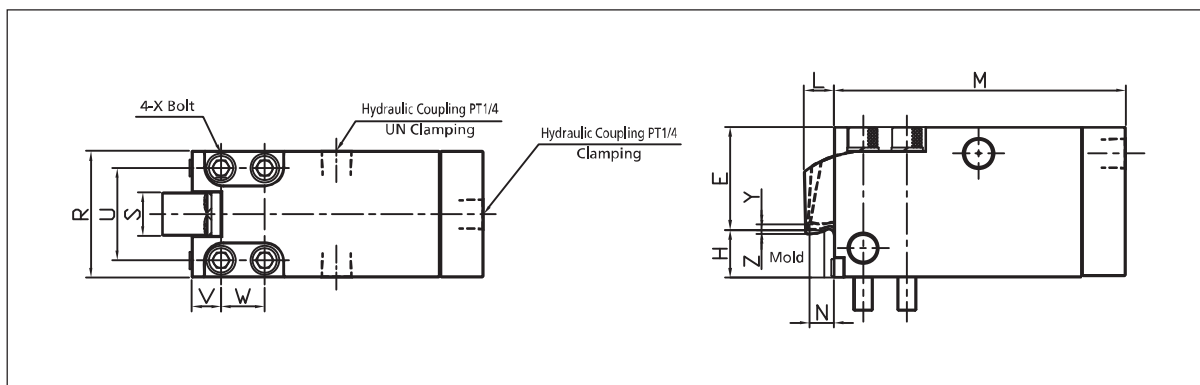 4-X Bolt
Hydraulic Coupling PT1/4
UN Clamping
Hydraulic Coupling PT1/4
Clamping
R
U
S
V
W
L
M
E
Y
H
Z
Mold
N